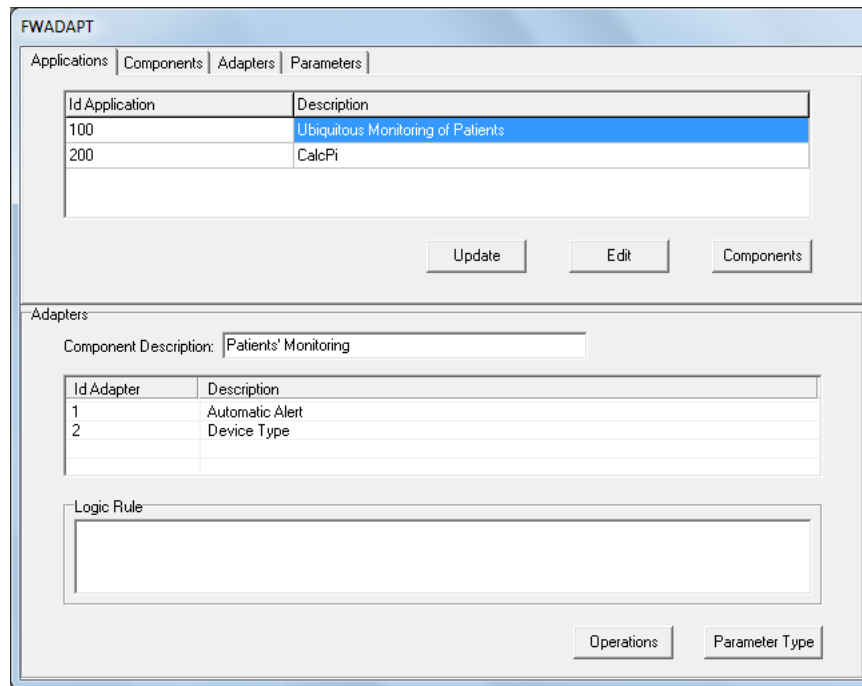 FWADAPT
Applications Components Adapters Parameters
Id Application Description
100 Ubiquitous Monitoring of Patients
200 CalcPi
Update Edit Components
Adapters
Component Description: Patients' Monitoring
Id Adapter Description
1 Automatic Alert
2 Device Type
Logic Rule
Operations Parameter Type